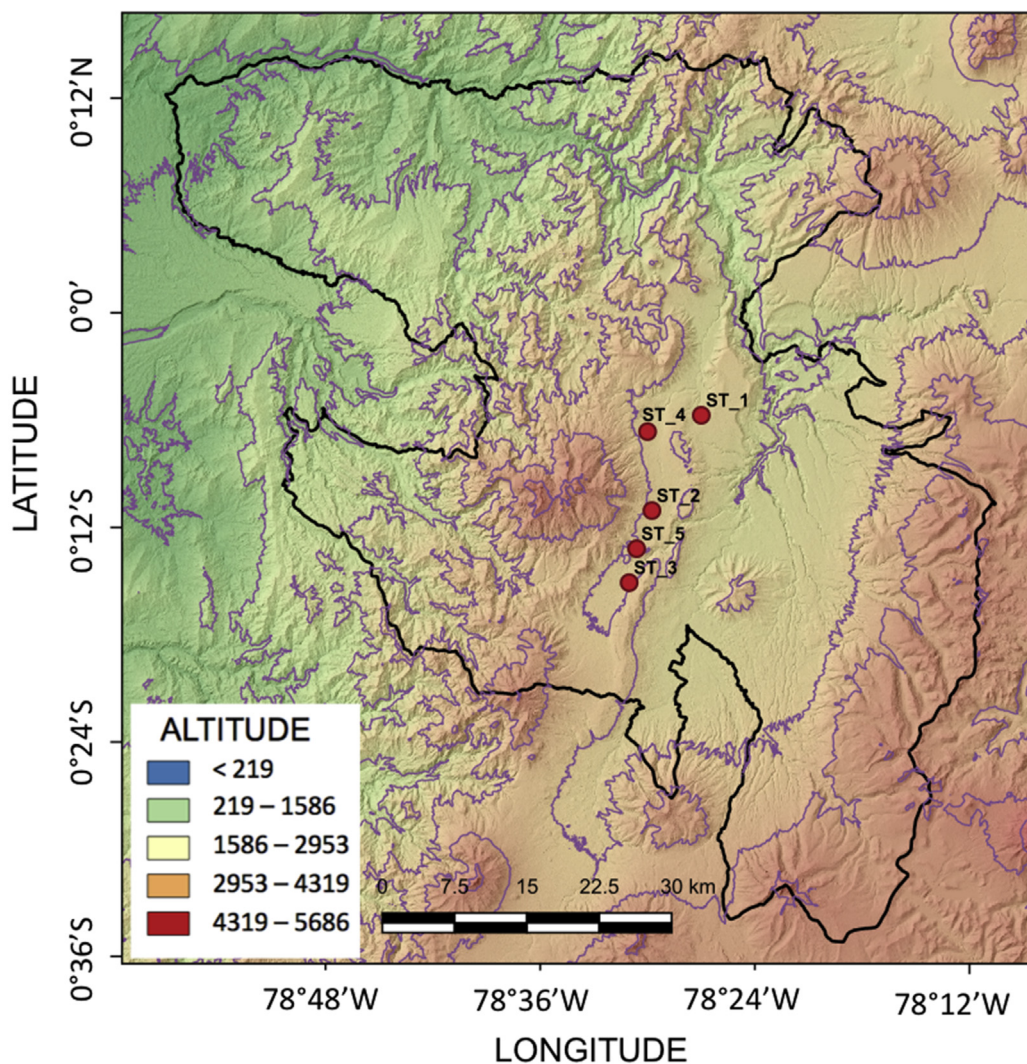 LATITUDE
0°12′N
0°0′
0°12′S
0°24′S
0°36′S
ST_1
ST_4
ST_2
ST_5
ST_3
ALTITUDE
< 219
219 – 1586
1586 – 2953
2953 – 4319
4319 – 5686
0 7.5 15 22.5 30 km
78°48′W 78°36′W 78°24′W 78°12′W
LONGITUDE